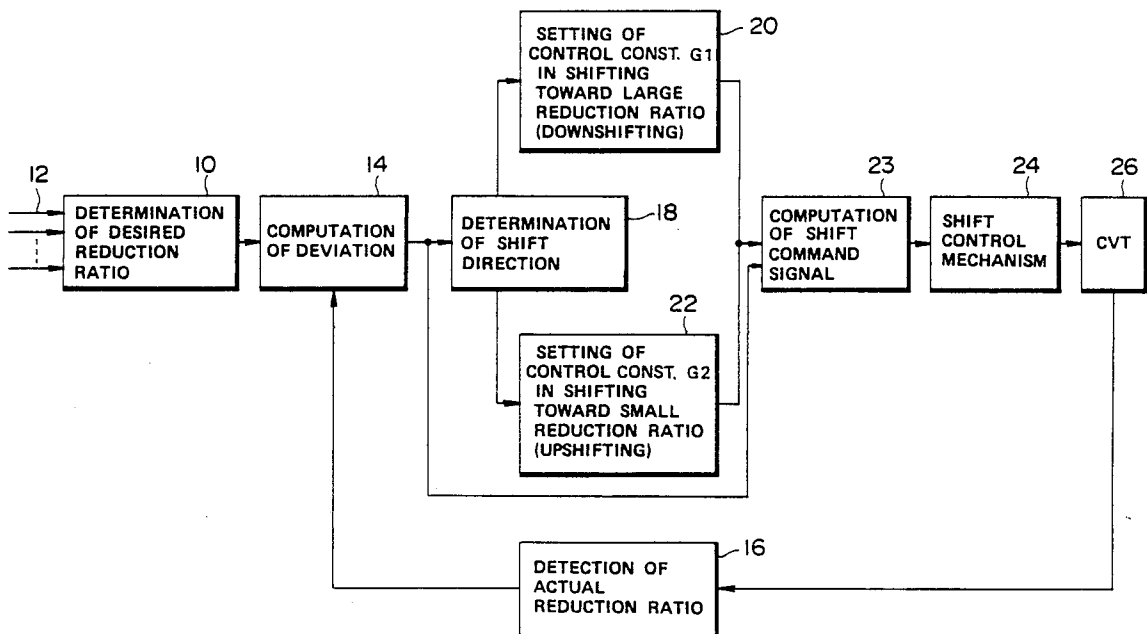 20
SETTING OF
CONTROL CONST. G1
IN SHIFTING
TOWARD LARGE
REDUCTION RATIO
(DOWNSHIFTING)
12
10
DETERMINATION
OF DESIRED
REDUCTION
RATIO
14
COMPUTATION
OF DEVIATION
18
DETERMINATION
OF SHIFT
DIRECTION
23
COMPUTATION
OF SHIFT
COMMAND
SIGNAL
24
SHIFT
CONTROL
MECHANISM
26
CVT
22
SETTING OF
CONTROL CONST. G2
IN SHIFTING
TOWARD SMALL
REDUCTION RATIO
(UPSHIFTING)
16
DETECTION OF
ACTUAL
REDUCTION RATIO